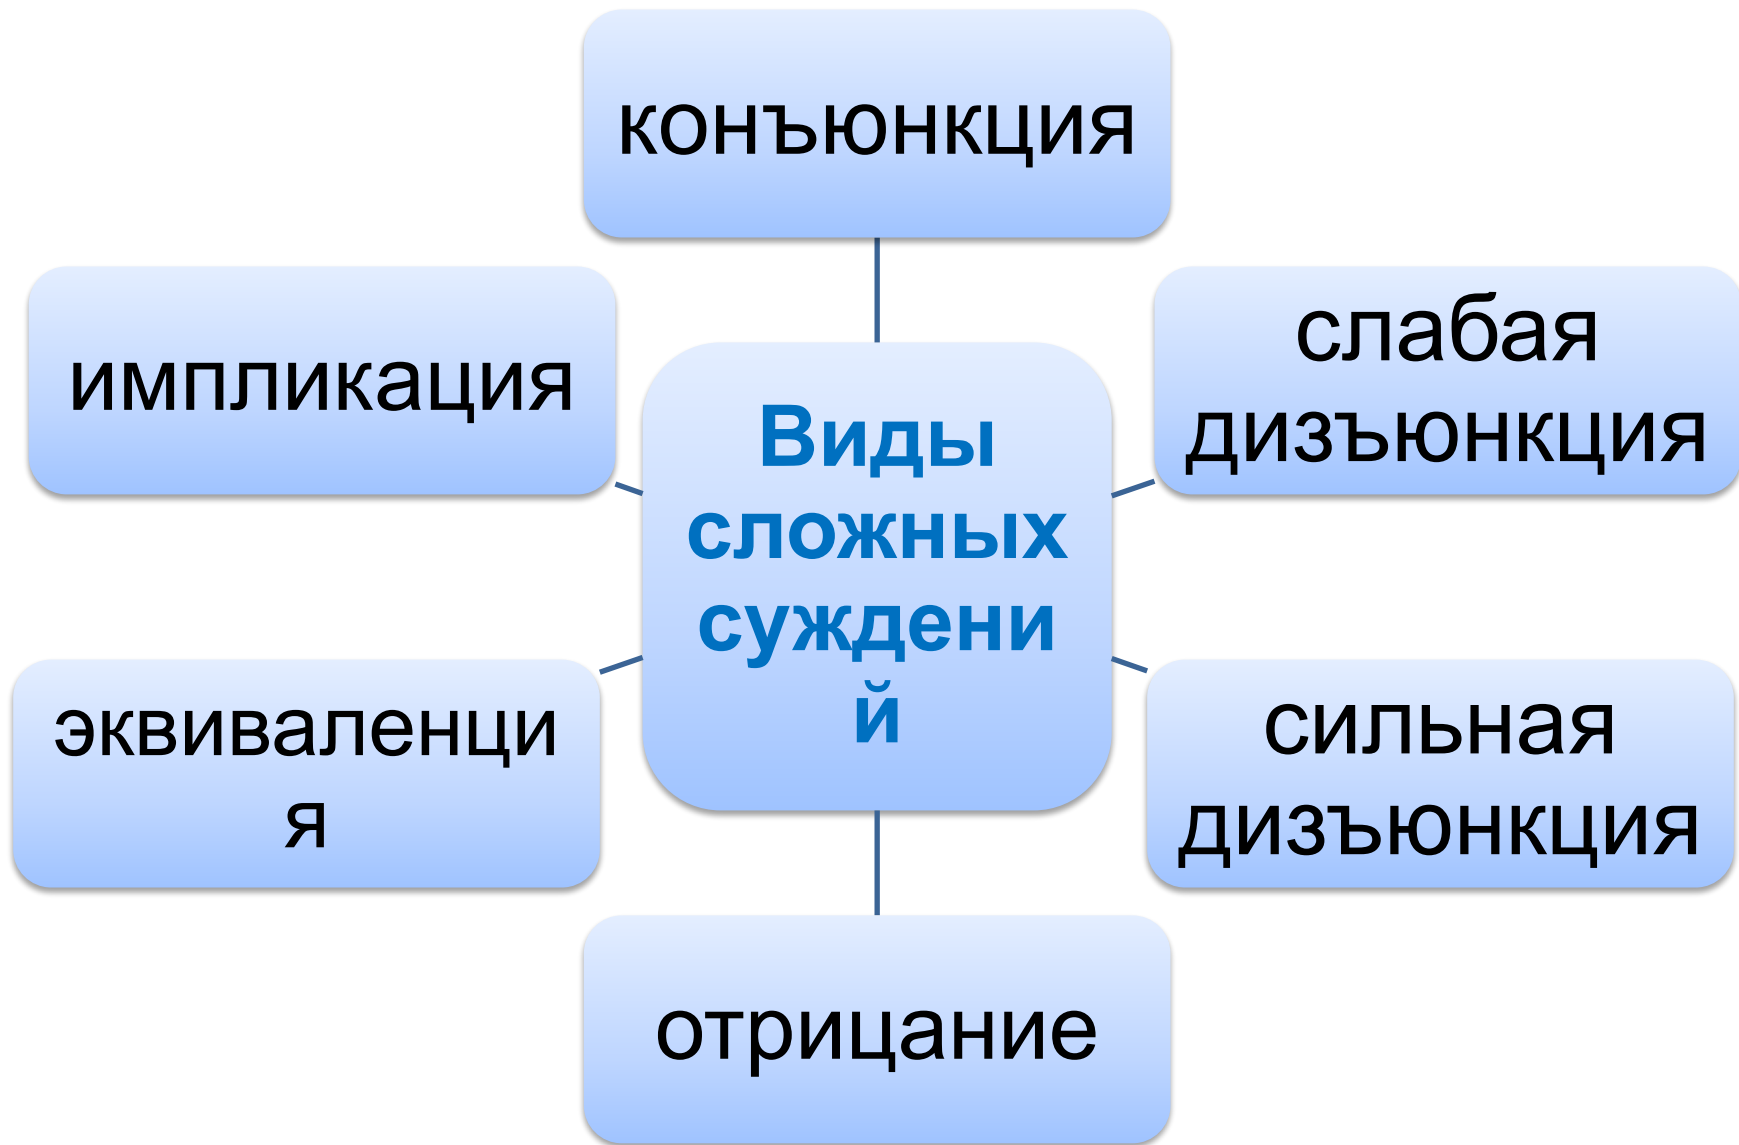 конъюнкция
импликация
слабая
дизъюнкция
Виды
сложных
суждени
й
эквиваленци
я
сильная
дизъюнкция
отрицание